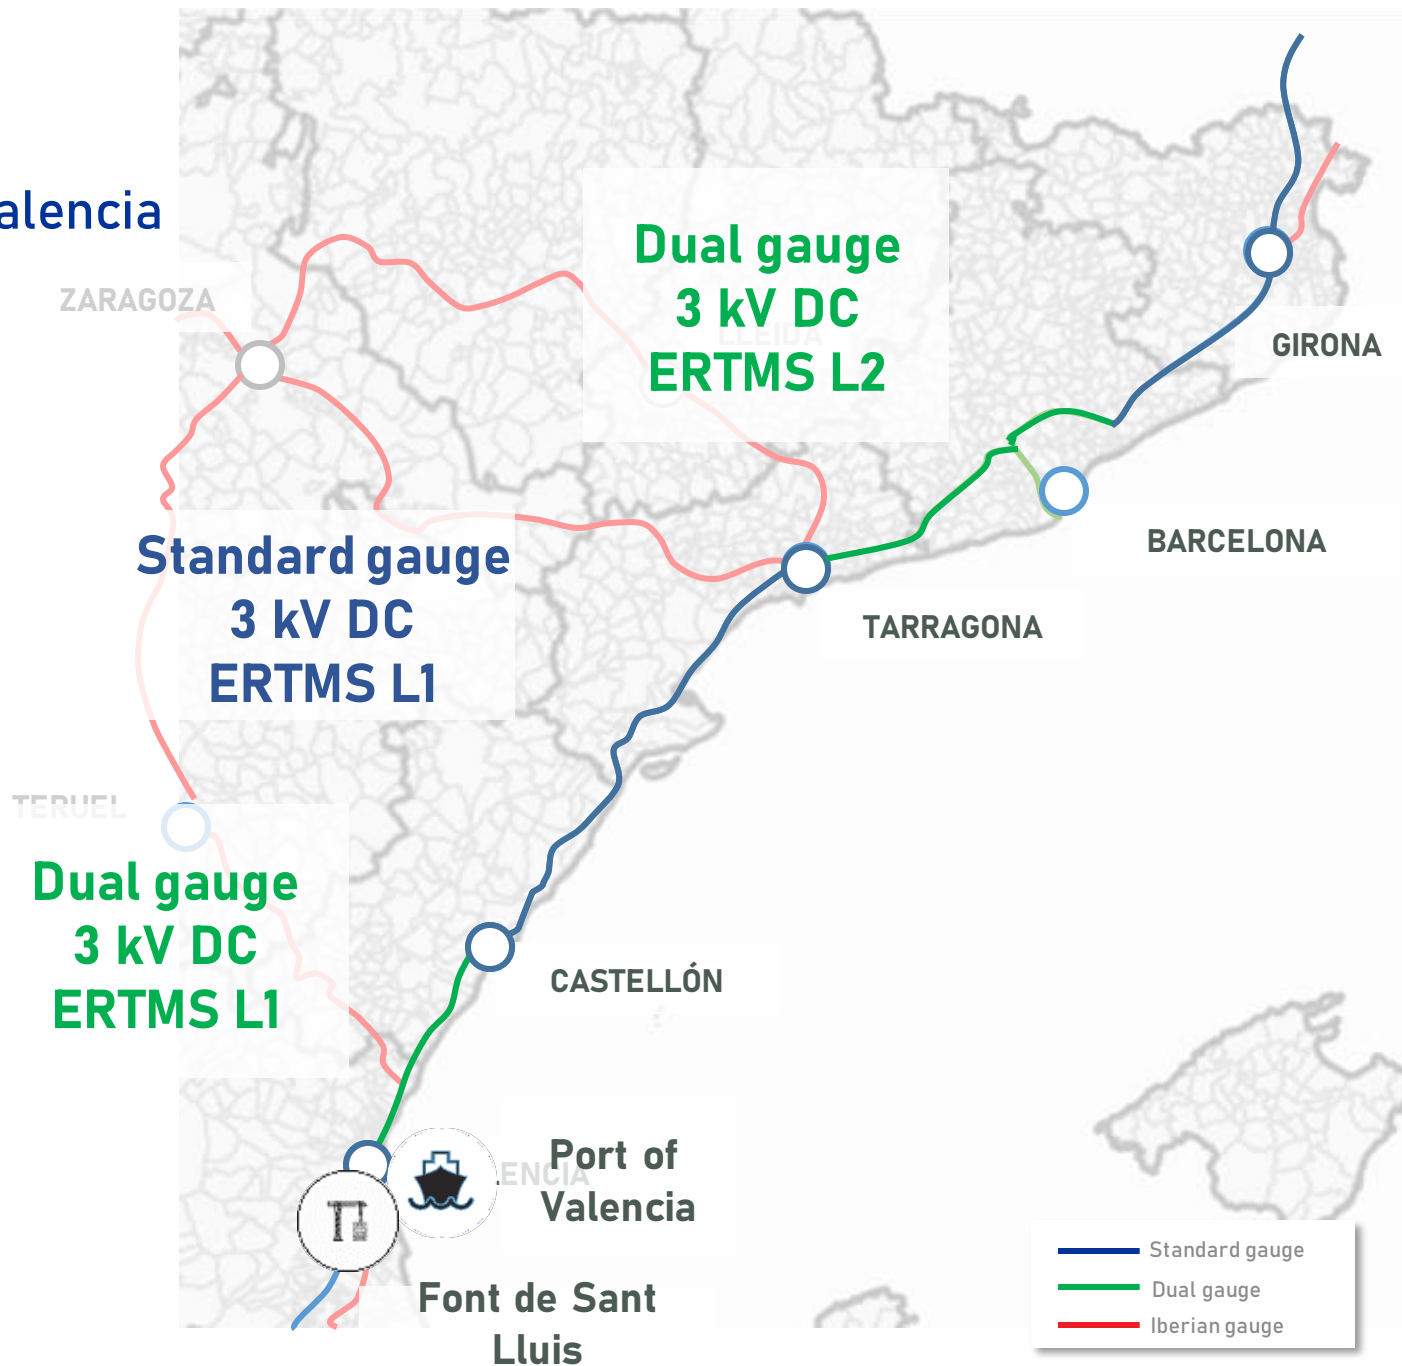 alencia
Dual gauge
3 kV DC
ERTMS L2
ZARAGOZA
LLEIDA
GIRONA
BARCELONA
Standard gauge
3 kV DC
ERTMS L1
TARRAGONA
TERUEL
Dual gauge
3 kV DC
ERTMS L1
CASTELLÓN
Port of
Valencia
ENCIA
Font de Sant
Lluis
Standard gauge
Dual gauge
Iberian gauge